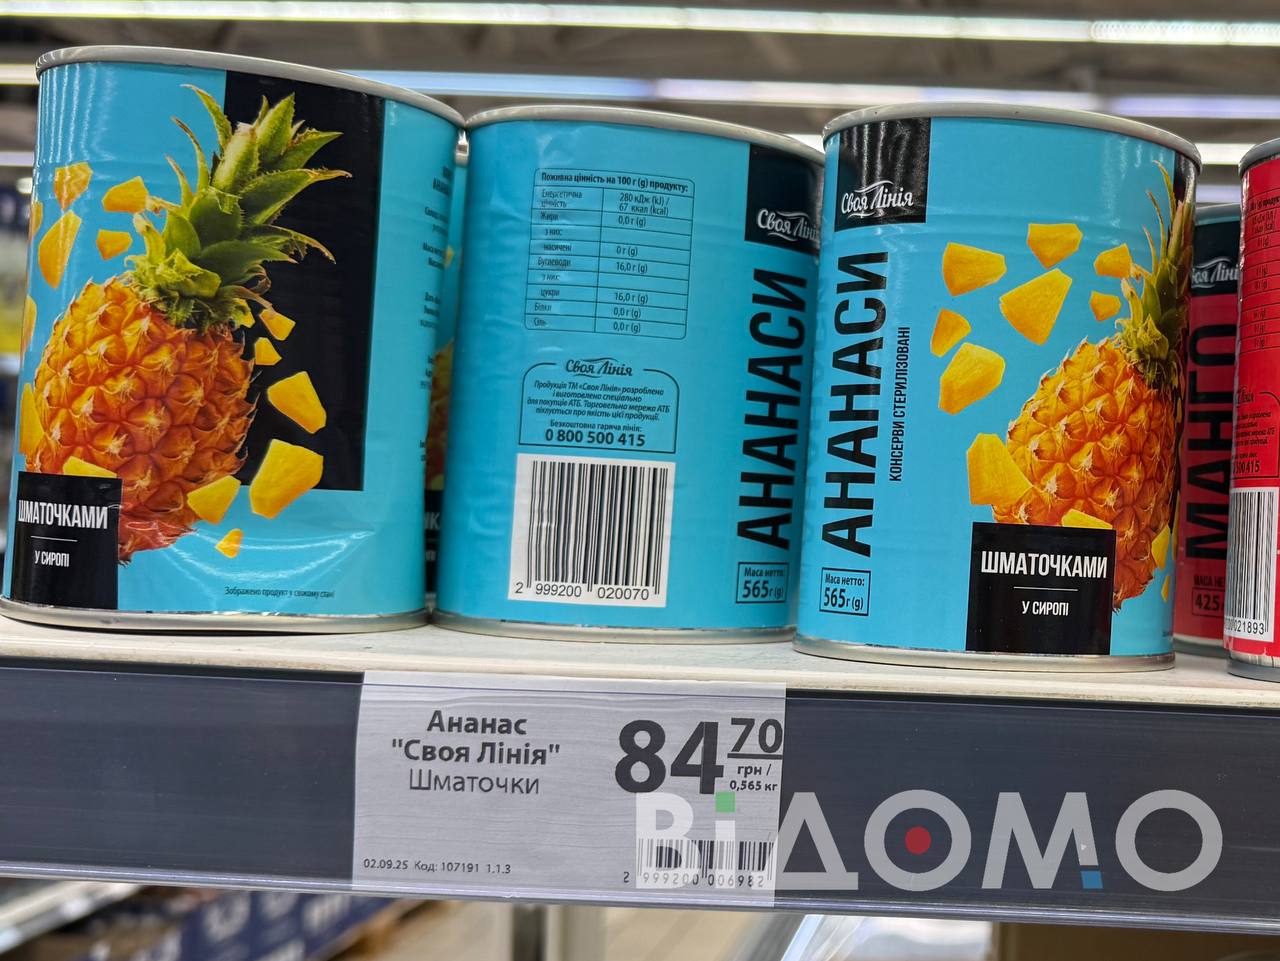 ШМАТОЧКАМИ
У СИРОПІ
Зображено продукт у свіжому стані
Поживна цінність на 100 г (g) продукту:
Енергетична цінність 280 кДж (kJ) / 67 ккал (kcal)
Жири 0,0 г (g)
з них:
насичені 0 г (g)
Вуглеводи 16,0 г (g)
з них:
цукри 16,0 г (g)
Білки 0,0 г (g)
Сіль 0,0 г (g)
Своя Лінія
Продукція ТМ «Своя Лінія» розроблено
і виготовлено спеціально
для покупців АТБ. Торговельна мережа АТБ
піклується про якість цієї продукції.
Безкоштовна гаряча лінія:
0 800 500 415
2 999200 020070
Своя Ліні
АНАНАСИ
Маса нетто:
565 г (g)
Своя Лінія
АНАНАСИ
КОНСЕРВИ СТЕРИЛІЗОВАНІ
Маса нетто:
565 г (g)
ШМАТОЧКАМИ
У СИРОПІ
МАНГО
425
500 415
021893
Ананас
"Своя Лінія"
Шматочки
84 70
грн /
0,565 кг
02.09.25 Код: 107191 1.1.3
2 999200 006982
ВІДОМО